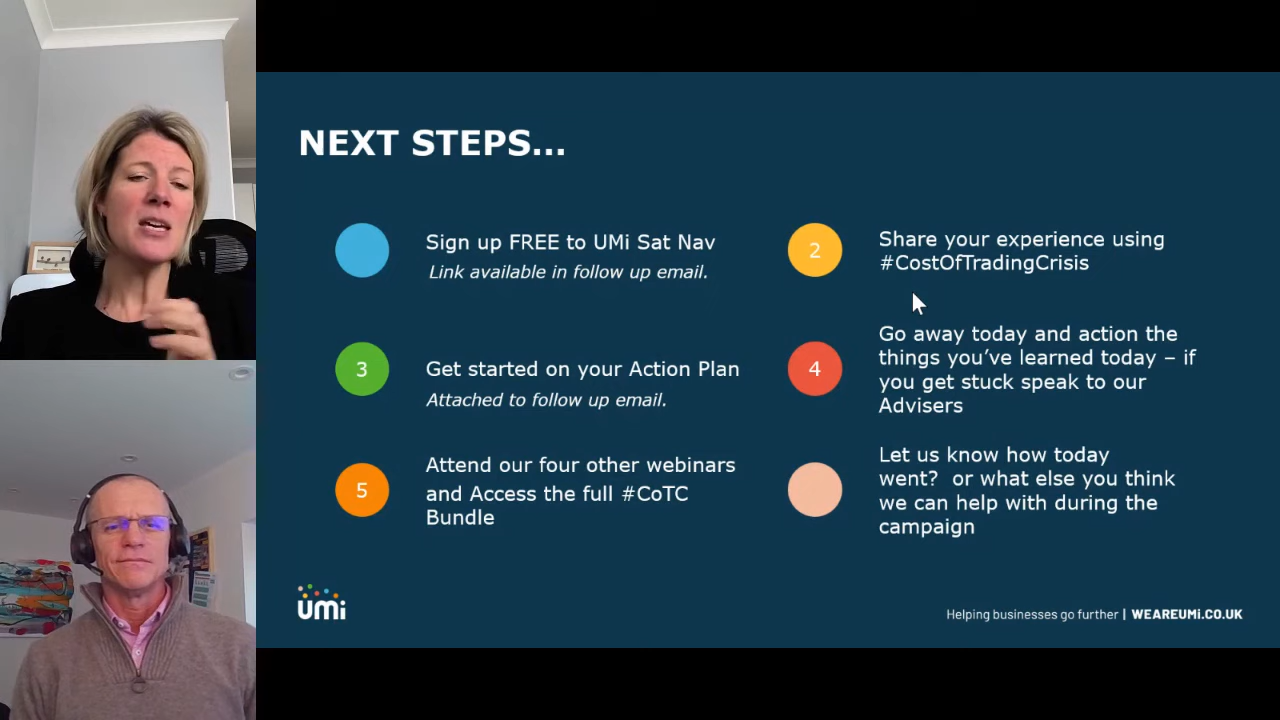 NEXT STEPS...
Sign up FREE to UMi Sat Nav
Link available in follow up email.
2
Share your experience using
#CostOfTradingCrisis
3
Get started on your Action Plan
Attached to follow up email.
4
Go away today and action the
things you've learned today – if
you get stuck speak to our
Advisers
5
Attend our four other webinars
and Access the full #CoTC
Bundle
Let us know how today
went?  or what else you think
we can help with during the
campaign
umi
Helping businesses go further | WEAREUMi.CO.UK